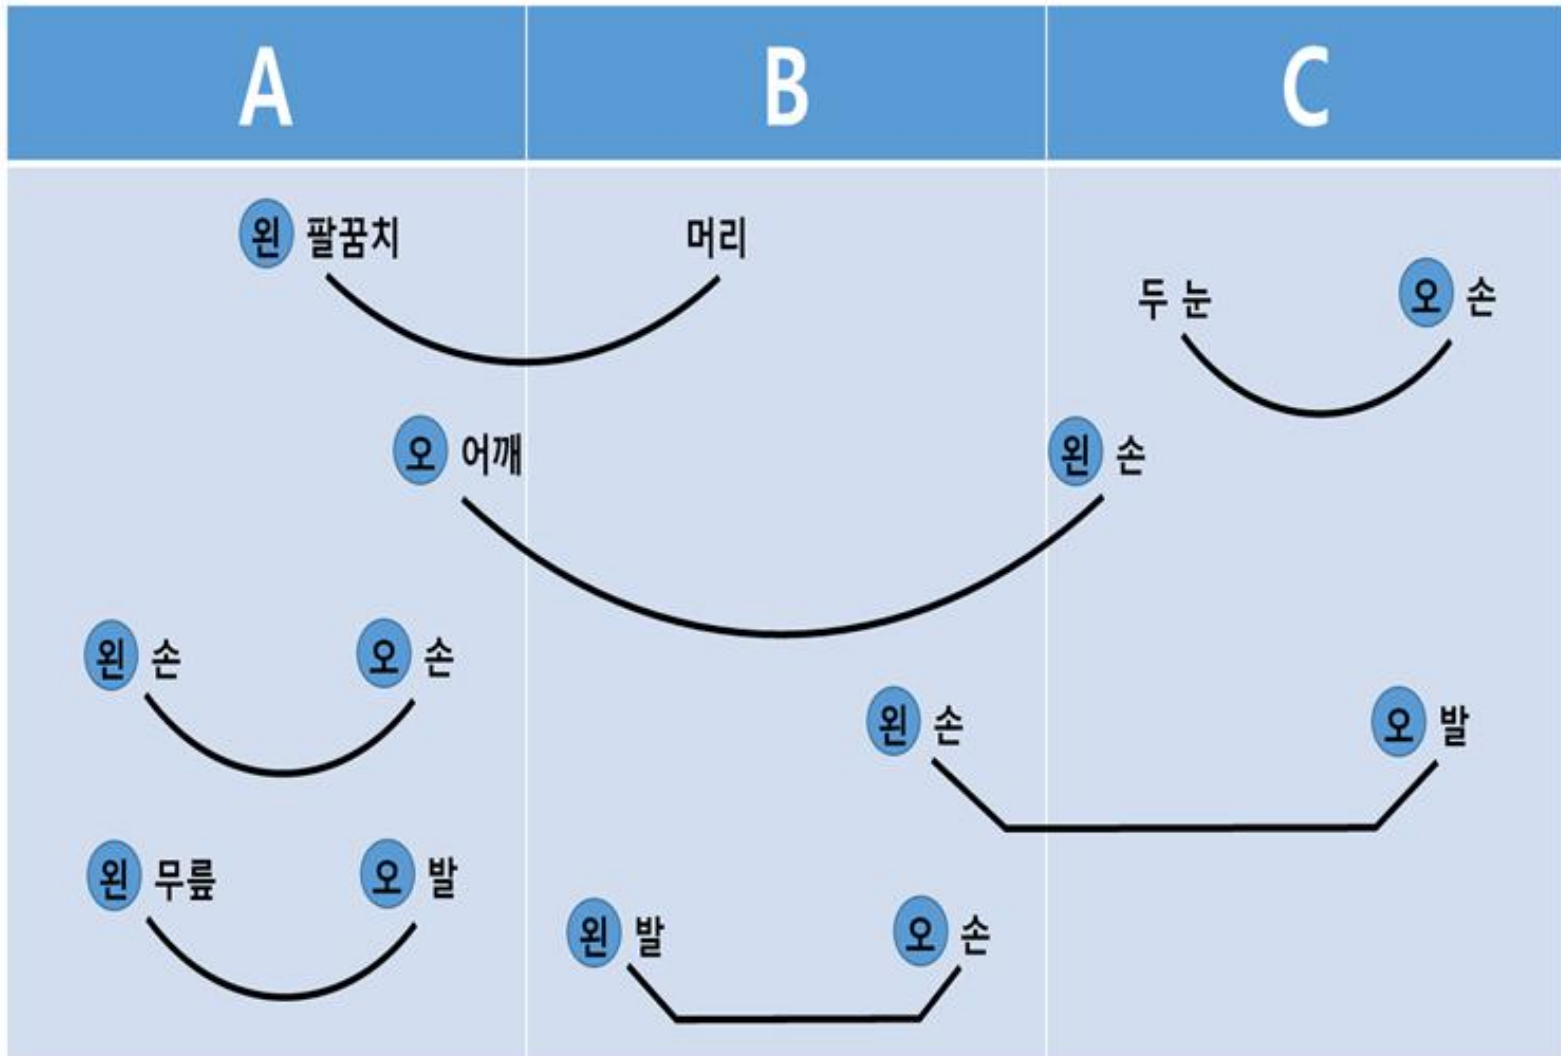 A B C
왼 팔꿈치 머리
두 눈 오 손
오 어깨 왼 손
왼 손 오 손
왼 손 오 발
왼 무릎 오 발
왼 발 오 손